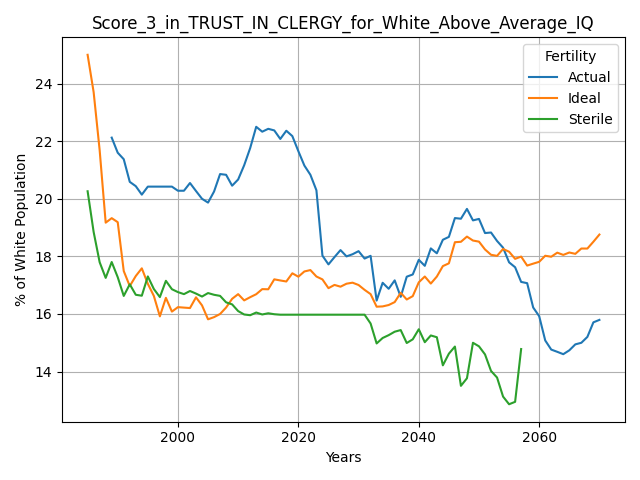 Score_3_in_TRUST_IN_CLERGY_for_White_Above_Average_IQ
Fertility
Actual
Ideal
Sterile
% of White Population
24
22
20
18
16
14
2000
2020
2040
2060
Years